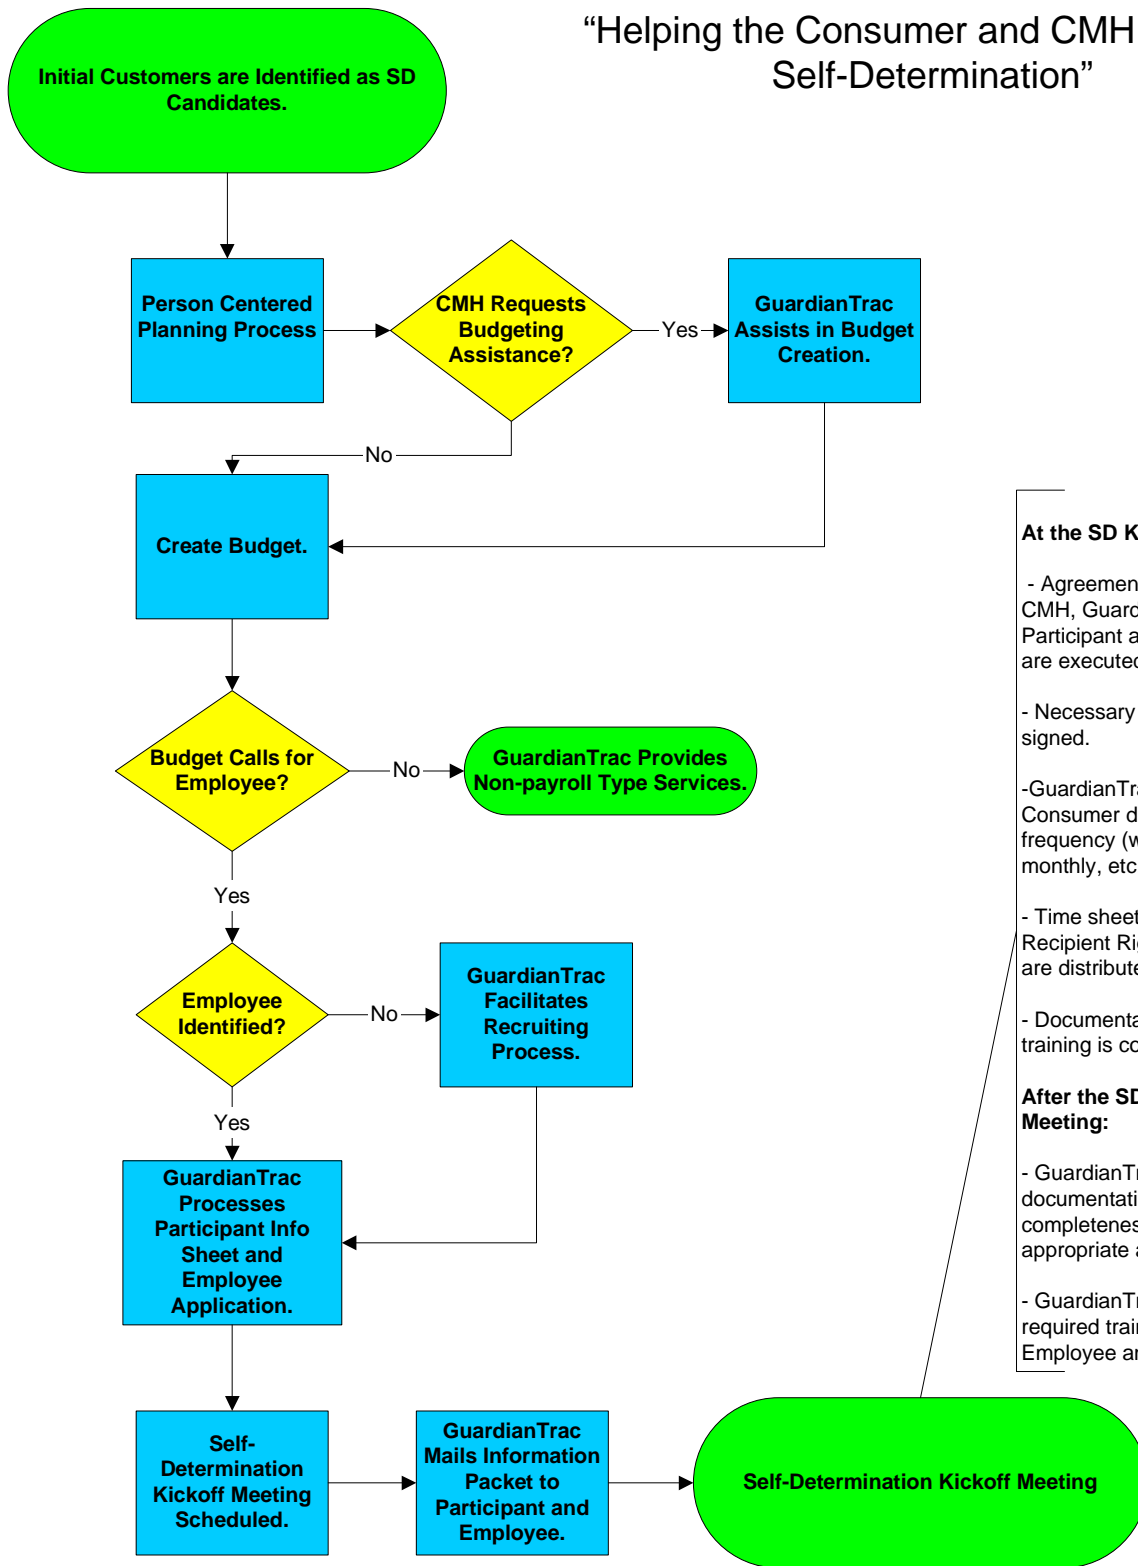 “Helping the Consumer and CMH
Self-Determination”
Initial Customers are Identified as SD
Candidates.
Person Centered
Planning Process
CMH Requests
Budgeting
Assistance?
Yes
GuardianTrac
Assists in Budget
Creation.
No
Create Budget.
Budget Calls for
Employee?
No
GuardianTrac Provides
Non-payroll Type Services.
Yes
Employee
Identified?
No
GuardianTrac
Facilitates
Recruiting
Process.
Yes
GuardianTrac
Processes
Participant Info
Sheet and
Employee
Application.
Self-
Determination
Kickoff Meeting
Scheduled.
GuardianTrac
Mails Information
Packet to
Participant and
Employee.
Self-Determination Kickoff Meeting
At the SD K
- Agreemen
CMH, Guard
Participant a
are executed
- Necessary
signed.
-GuardianTra
Consumer d
frequency (w
monthly, etc
- Time sheet
Recipient Rig
are distribute
- Documenta
training is co
After the SD
Meeting:
- GuardianTr
documentati
completenes
appropriate a
- GuardianTr
required train
Employee an